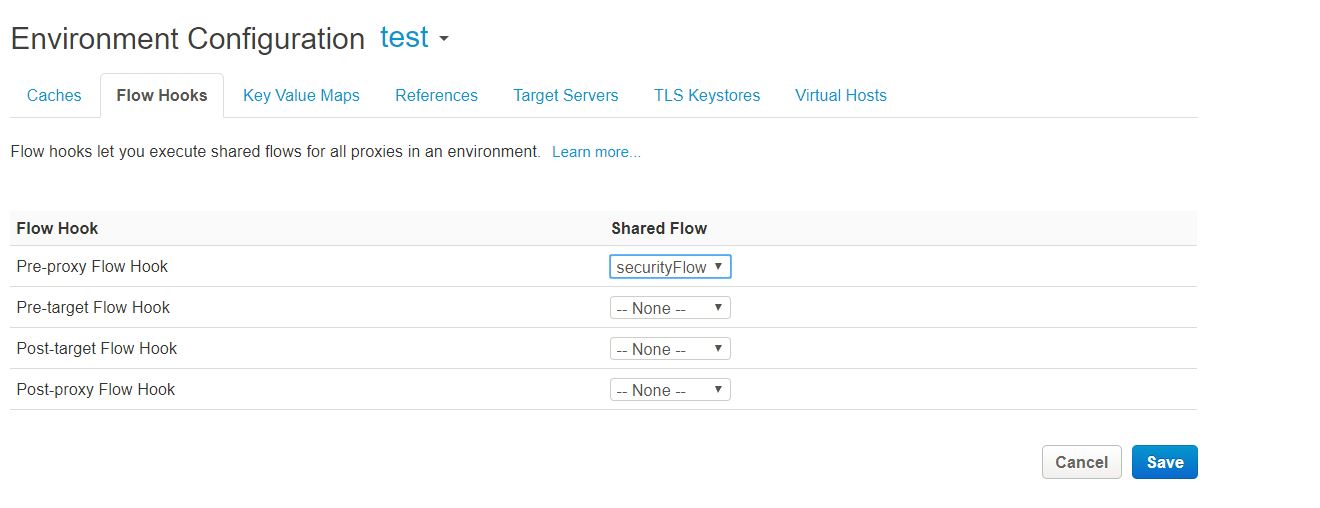 Environment Configuration test
Caches Flow Hooks Key Value Maps References Target Servers TLS Keystores Virtual Hosts
Flow hooks let you execute shared flows for all proxies in an environment. Learn more...
Flow Hook Shared Flow
Pre-proxy Flow Hook securityFlow
Pre-target Flow Hook -- None --
Post-target Flow Hook -- None --
Post-proxy Flow Hook -- None --
Cancel Save